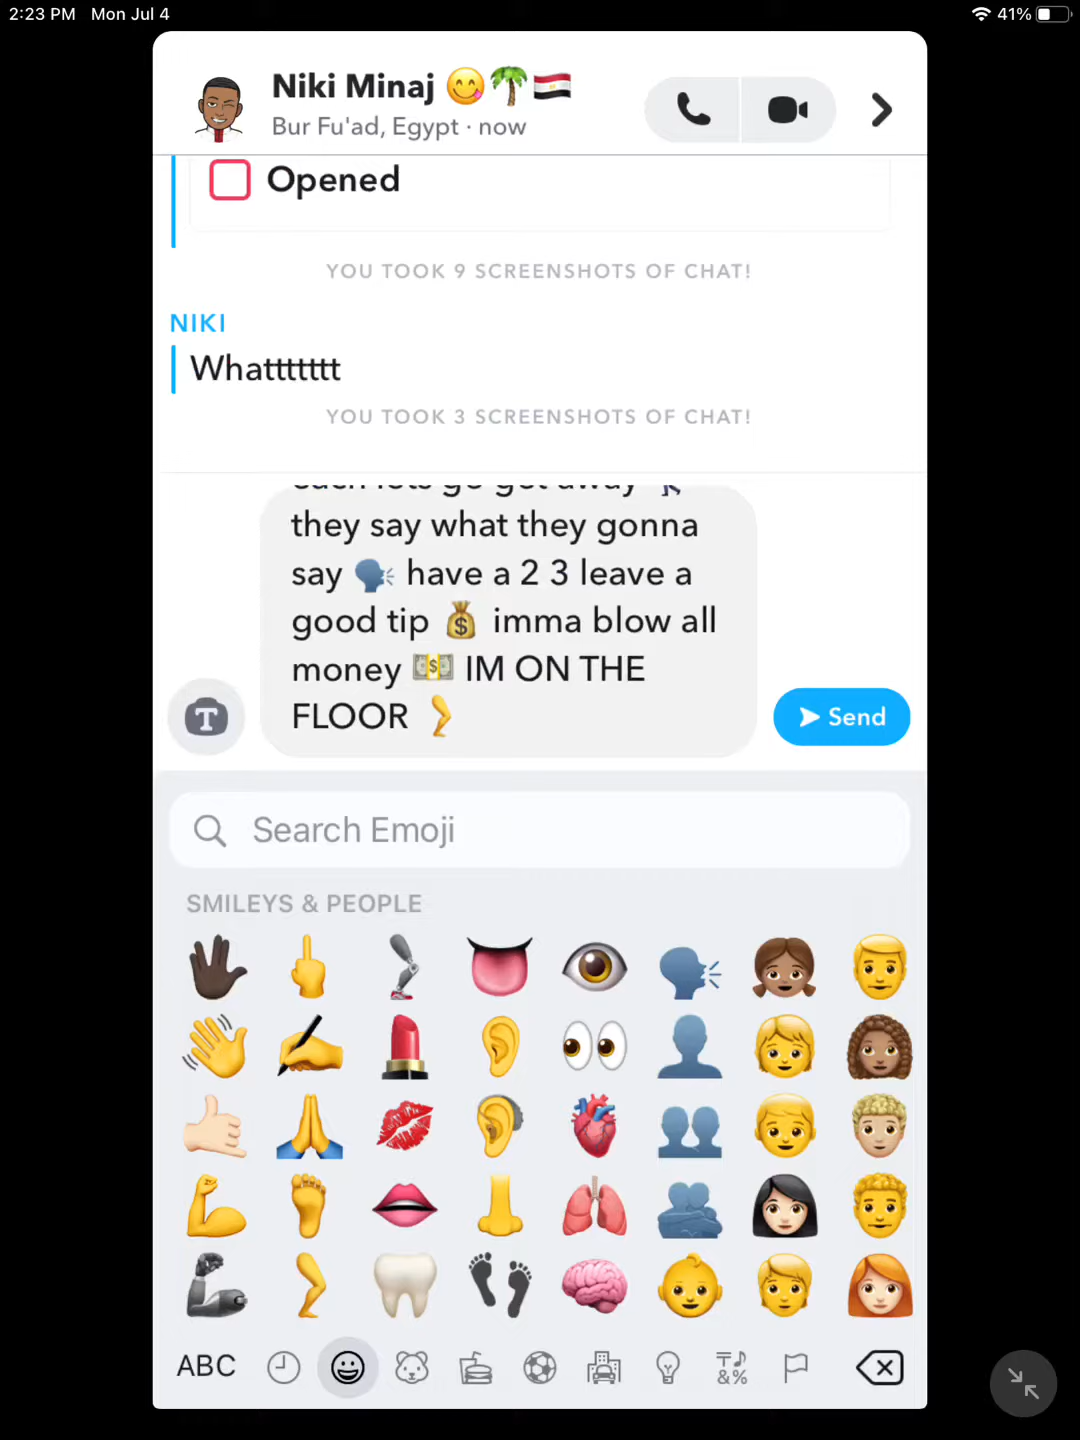 2:23 PM Mon Jul 4 41%
Niki Minaj 😋🌴🇪🇬
Bur Fu'ad, Egypt · now
Opened
YOU TOOK 9 SCREENSHOTS OF CHAT!
NIKI
Whattttttt
YOU TOOK 3 SCREENSHOTS OF CHAT!
they say what they gonna
say 🗣 have a 2 3 leave a
good tip 💰 imma blow all
money 💵 IM ON THE
FLOOR 🦵
T
Send
Search Emoji
SMILEYS & PEOPLE
ABC